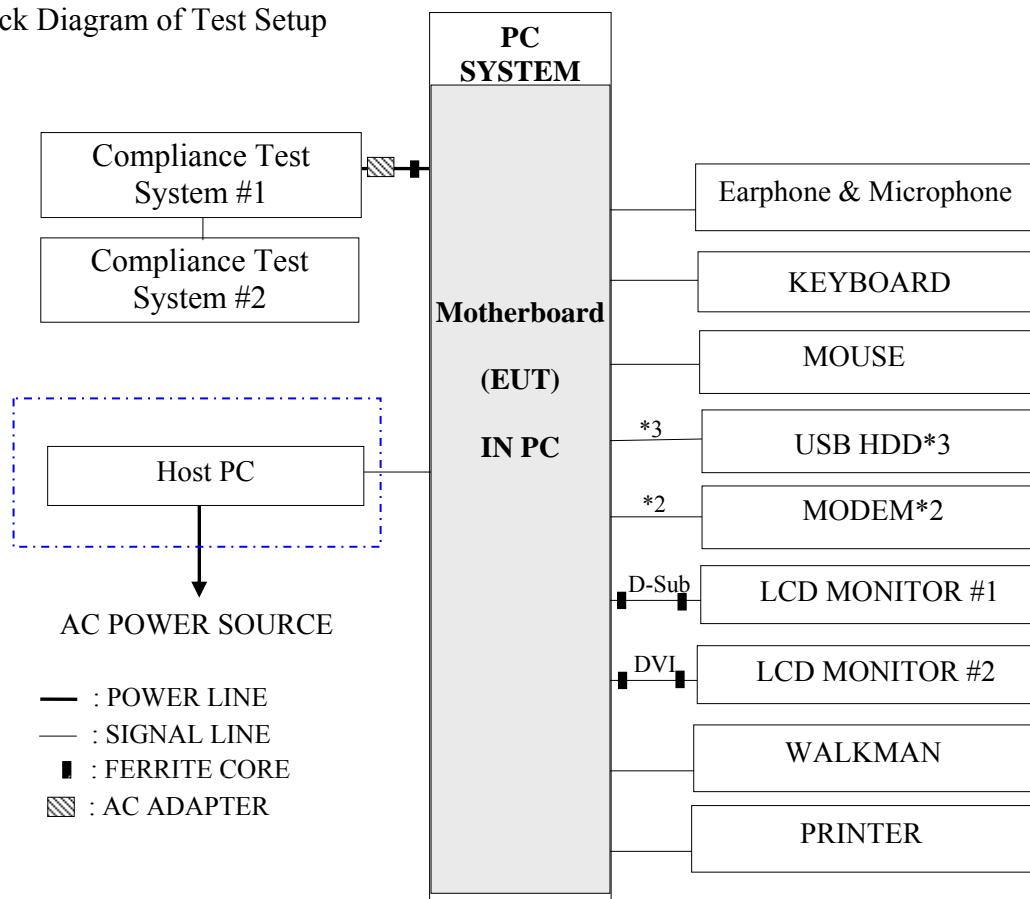 ck Diagram of Test Setup
PC
SYSTEM
Compliance Test
System #1
Compliance Test
System #2
Host PC
AC POWER SOURCE
: POWER LINE
: SIGNAL LINE
: FERRITE CORE
: AC ADAPTER
Motherboard
(EUT)
IN PC
Earphone & Microphone
KEYBOARD
MOUSE
*3
USB HDD*3
*2
MODEM*2
D-Sub
LCD MONITOR #1
DVI
LCD MONITOR #2
WALKMAN
PRINTER